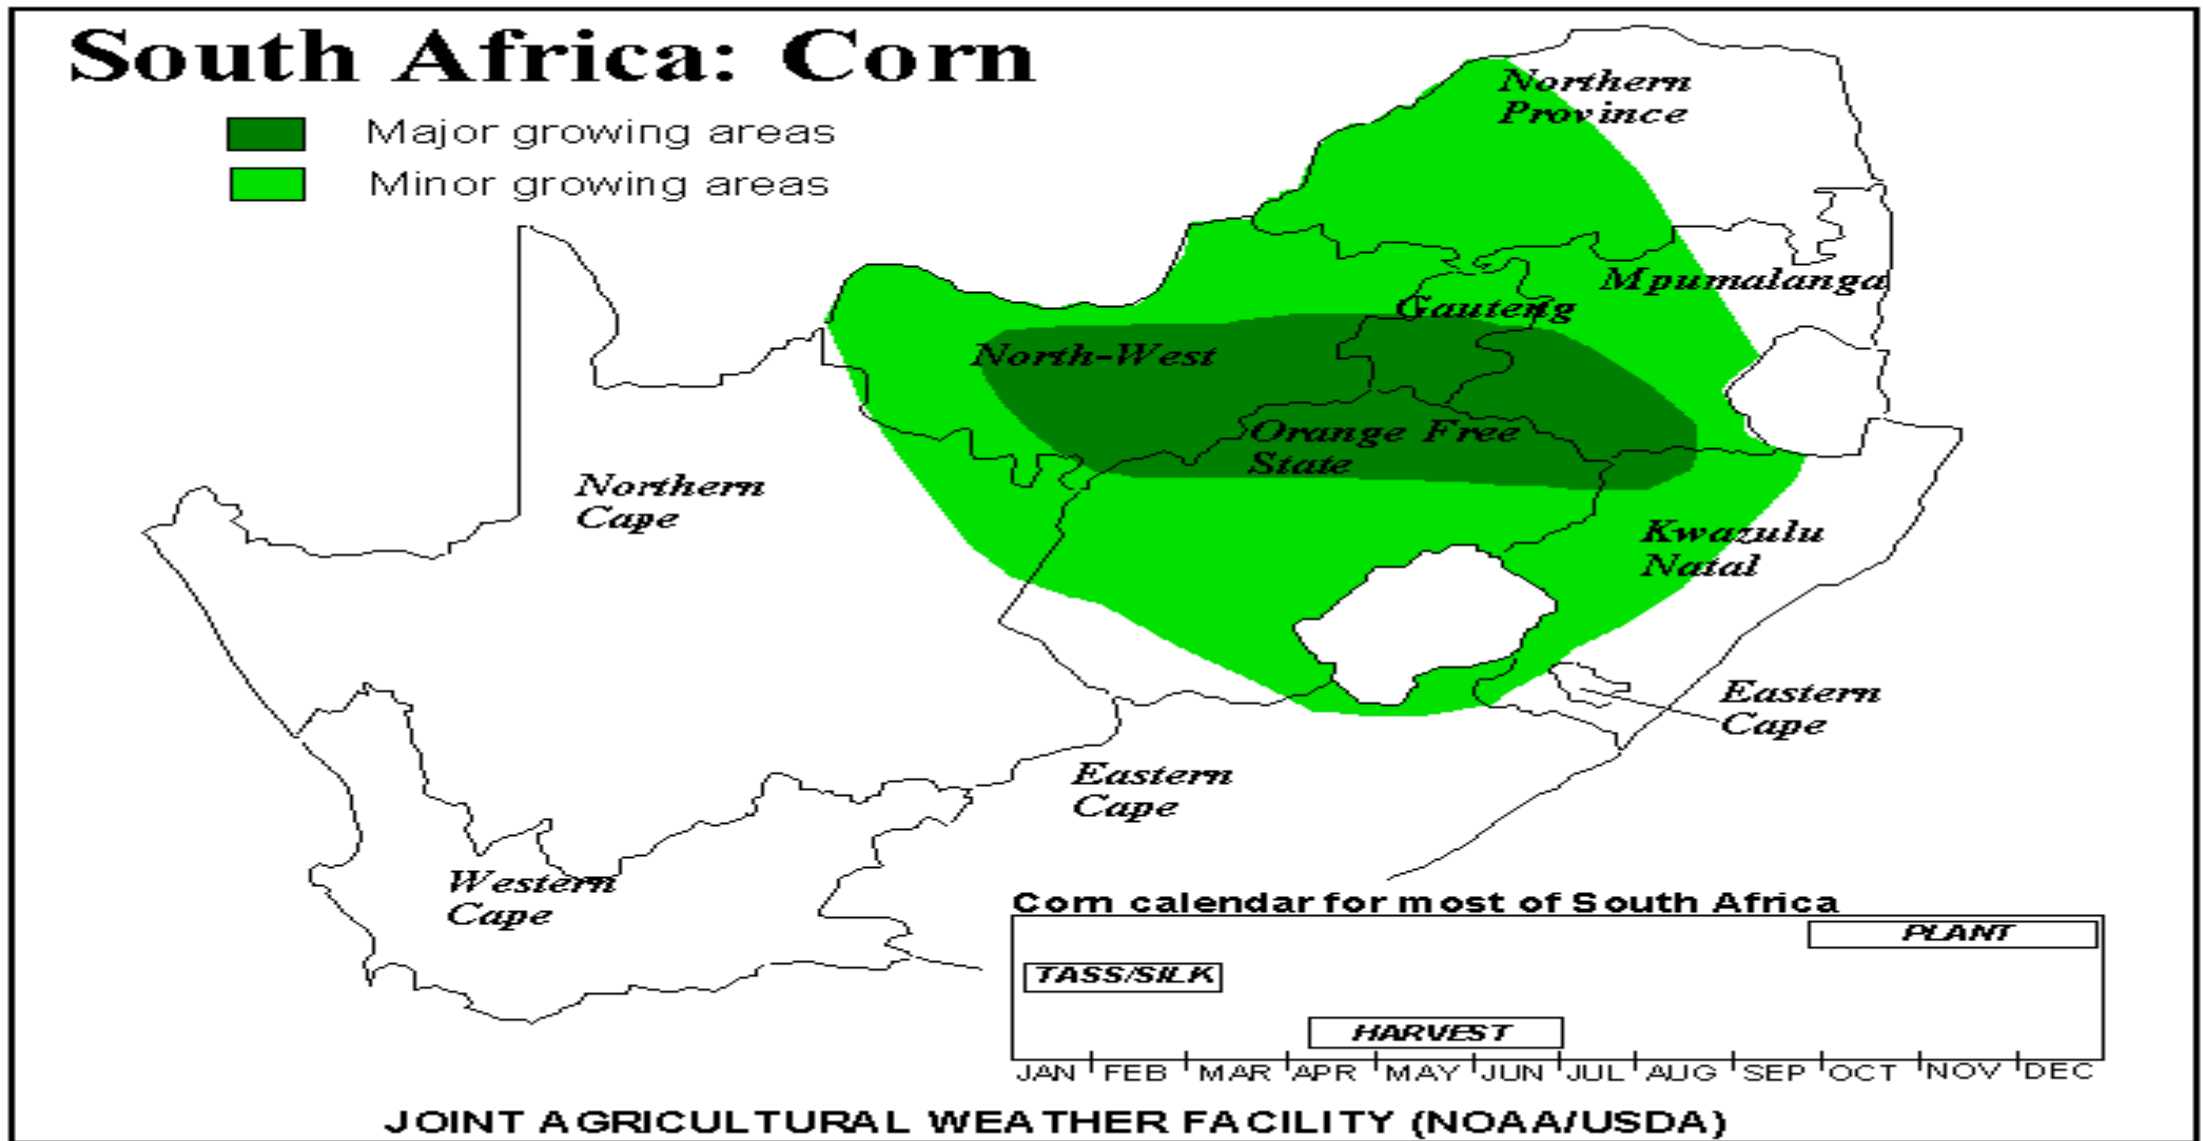 South Africa: Corn
Major growing areas
Minor growing areas
Northern
Province
Mpumalanga
Gauteng
North-West
Orange Free
State
Northern
Cape
Kwazulu
Natal
Eastern
Cape
Eastern
Cape
Western
Cape
Corn calendar for most of South Africa
PLANT
TASS/SILK
HARVEST
JAN FEB MAR APR MAY JUN JUL AUG SEP OCT NOV DEC
JOINT AGRICULTURAL WEATHER FACILITY (NOAA/USDA)